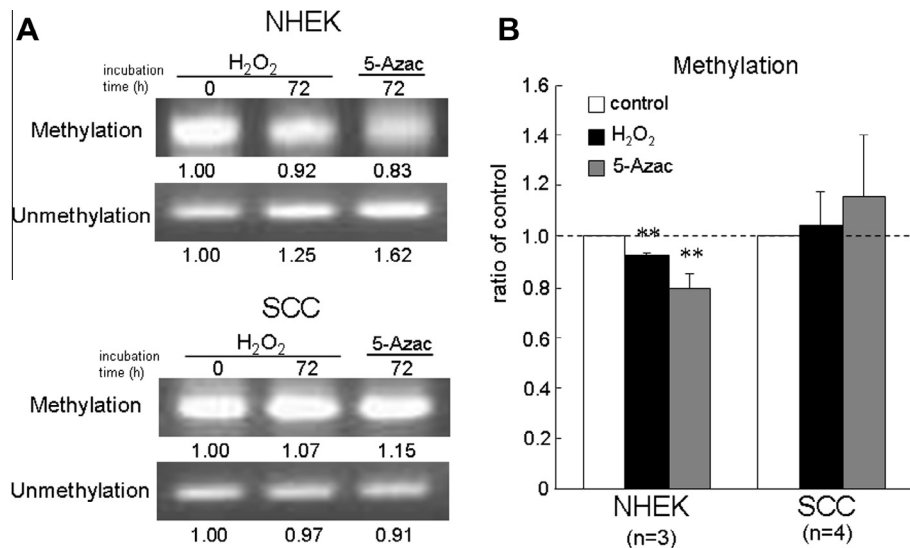 A
NHEK
incubation
time (h)
H₂O₂
5-Azac
0 72 72
Methylation
1.00 0.92 0.83
Unmethylation
1.00 1.25 1.62
SCC
incubation
time (h)
H₂O₂
5-Azac
0 72 72
Methylation
1.00 1.07 1.15
Unmethylation
1.00 0.97 0.91
B
Methylation
ratio of control
1.6
1.4
1.2
1.0
0.8
0.6
0.4
0.2
0
control
H₂O₂
5-Azac
**
**
NHEK SCC
(n=3) (n=4)